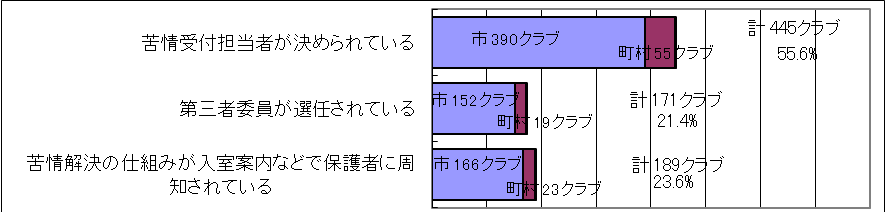 苦情受付担当者が決められている
市390クラブ
町村55クラブ
計445クラブ
55.6%
第三者委員が選任されている
市152クラブ
町村19クラブ
計171クラブ
21.4%
苦情解決の仕組みが入室案内などで保護者に周
知されている
市166クラブ
町村23クラブ
計189クラブ
23.6%